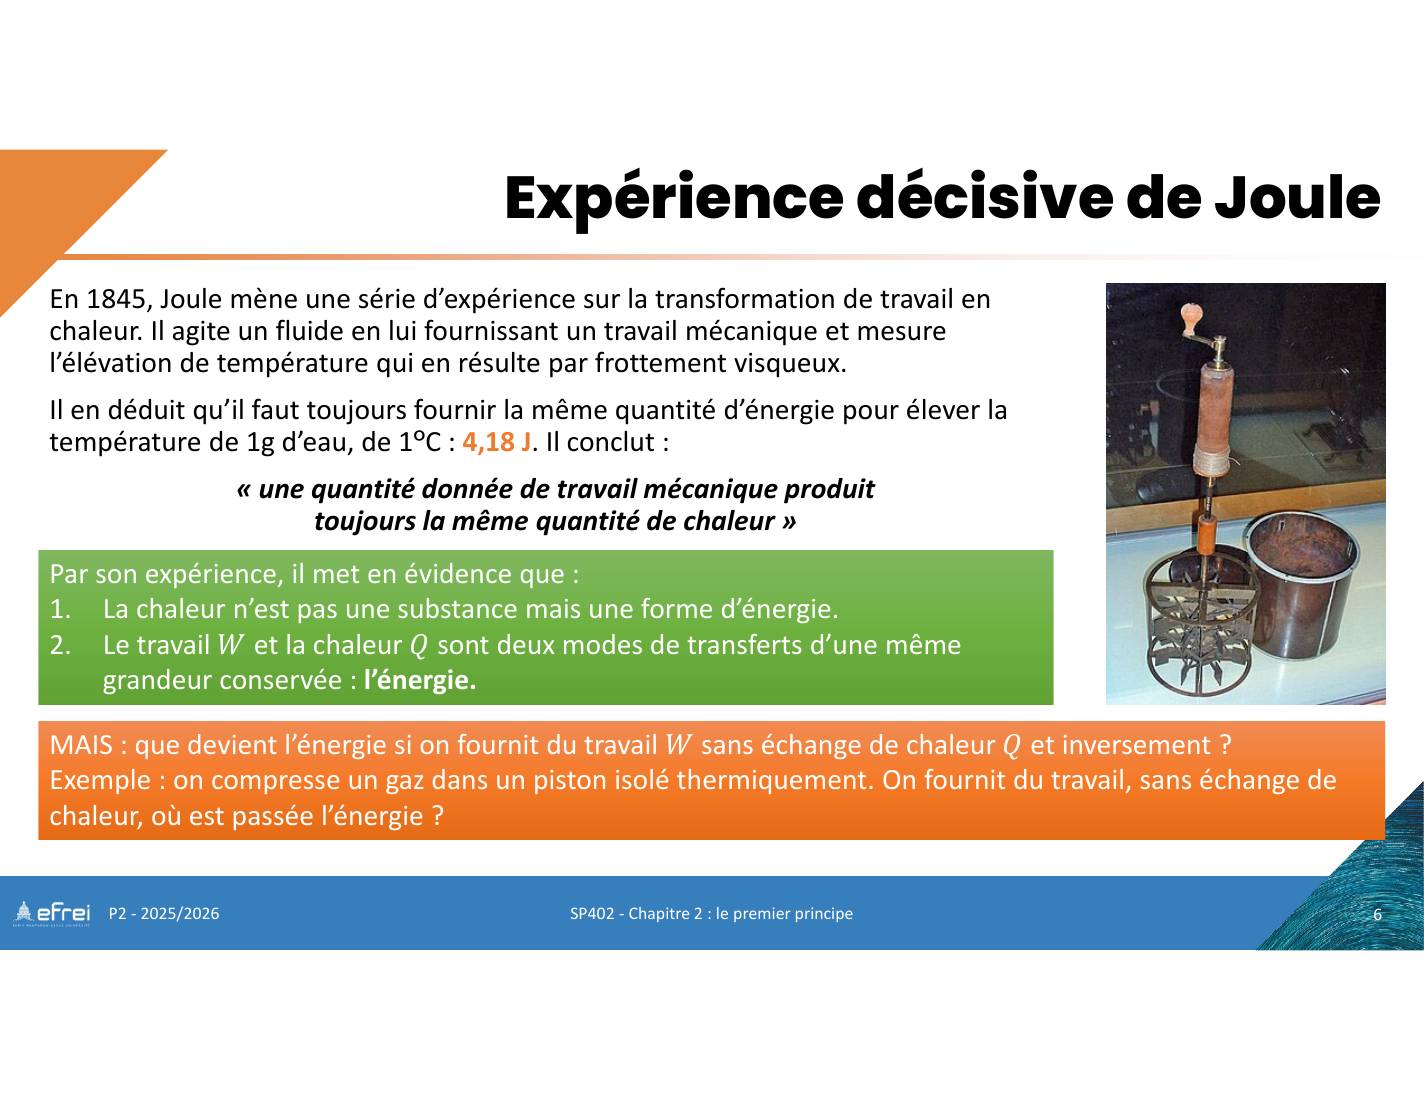 Expérience décisive de Joule
En 1845, Joule mène une série d’expérience sur la transformation de travail en
chaleur. Il agite un fluide en lui fournissant un travail mécanique et mesure
l’élévation de température qui en résulte par frottement visqueux.
Il en déduit qu’il faut toujours fournir la même quantité d’énergie pour élever la
température de 1g d’eau, de 1°C : 4,18 J. Il conclut :
« une quantité donnée de travail mécanique produit
toujours la même quantité de chaleur »
Par son expérience, il met en évidence que :
1. La chaleur n’est pas une substance mais une forme d’énergie.
2. Le travail W et la chaleur Q sont deux modes de transferts d’une même
grandeur conservée : l’énergie.
MAIS : que devient l’énergie si on fournit du travail W sans échange de chaleur Q et inversement ?
Exemple : on compresse un gaz dans un piston isolé thermiquement. On fournit du travail, sans échange de
chaleur, où est passée l’énergie ?
efrei P2 - 2025/2026 SP402 - Chapitre 2 : le premier principe 6